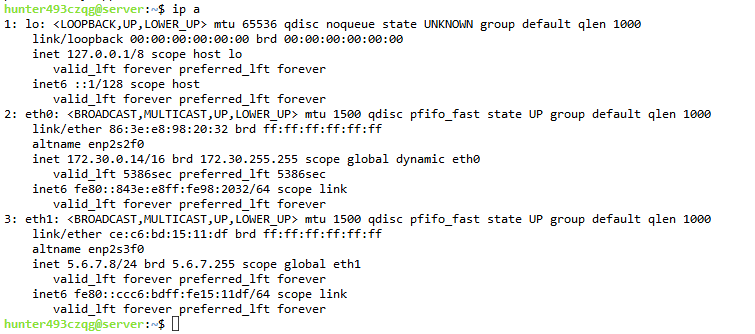 hunter493czqg@server:~$ ip a
1: lo: <LOOPBACK,UP,LOWER_UP> mtu 65536 qdisc noqueue state UNKNOWN group default qlen 1000
    link/loopback 00:00:00:00:00:00 brd 00:00:00:00:00:00
    inet 127.0.0.1/8 scope host lo
       valid_lft forever preferred_lft forever
    inet6 ::1/128 scope host
       valid_lft forever preferred_lft forever
2: eth0: <BROADCAST,MULTICAST,UP,LOWER_UP> mtu 1500 qdisc pfifo_fast state UP group default qlen 1000
    link/ether 86:3e:e8:98:20:32 brd ff:ff:ff:ff:ff:ff
    altname enp2s2f0
    inet 172.30.0.14/16 brd 172.30.255.255 scope global dynamic eth0
       valid_lft 5386sec preferred_lft 5386sec
    inet6 fe80::843e:e8ff:fe98:2032/64 scope link
       valid_lft forever preferred_lft forever
3: eth1: <BROADCAST,MULTICAST,UP,LOWER_UP> mtu 1500 qdisc pfifo_fast state UP group default qlen 1000
    link/ether ce:c6:bd:15:11:df brd ff:ff:ff:ff:ff:ff
    altname enp2s3f0
    inet 5.6.7.8/24 brd 5.6.7.255 scope global eth1
       valid_lft forever preferred_lft forever
    inet6 fe80::ccc6:bdff:fe15:11df/64 scope link
       valid_lft forever preferred_lft forever
hunter493czqg@server:~$